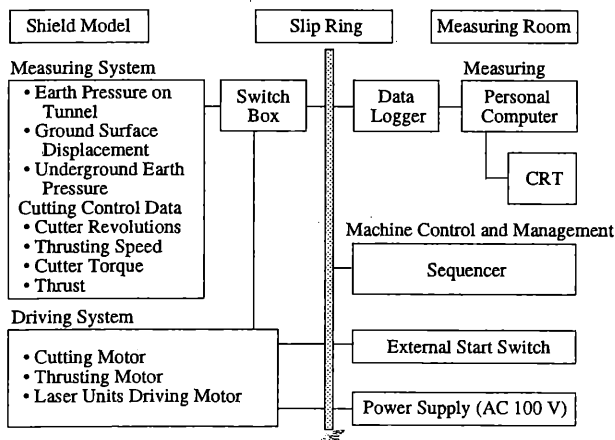 Shield Model
Slip Ring
Measuring Room
Measuring System
• Earth Pressure on
Tunnel
• Ground Surface
Displacement
• Underground Earth
Pressure
Cutting Control Data
• Cutter Revolutions
• Thrusting Speed
• Cutter Torque
• Thrust
Switch
Box
Data
Logger
Measuring
Personal
Computer
CRT
Machine Control and Management
Sequencer
Driving System
• Cutting Motor
• Thrusting Motor
• Laser Units Driving Motor
External Start Switch
Power Supply (AC 100 V)